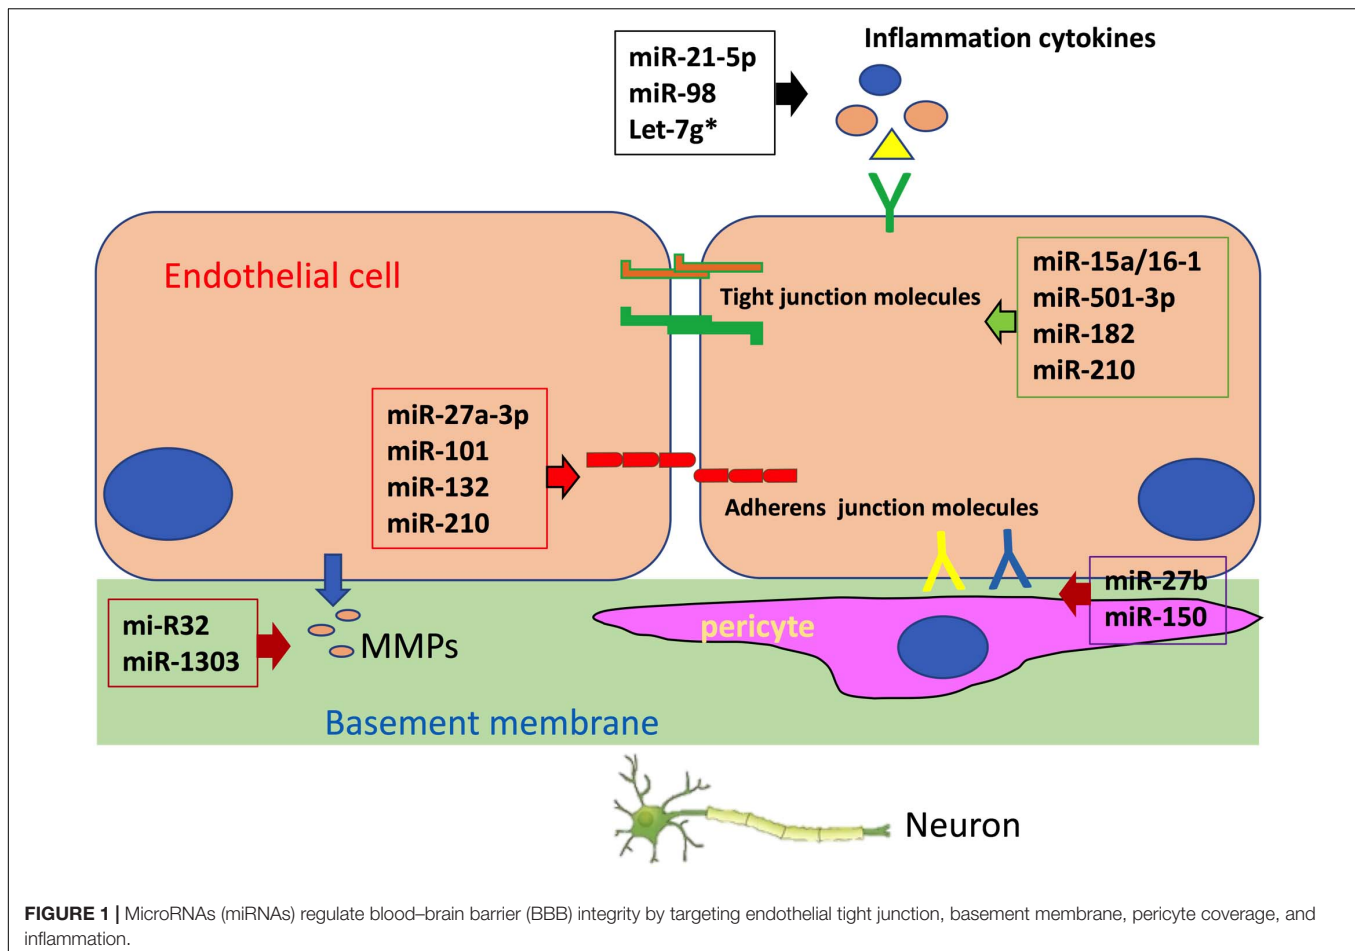 Inflammation cytokines
miR-21-5p
miR-98
Let-7g*
Endothelial cell
Tight junction molecules
miR-15a/16-1
miR-501-3p
miR-182
miR-210
miR-27a-3p
miR-101
miR-132
miR-210
Adherens junction molecules
mi-R32
miR-1303
MMPs
pericyte
miR-27b
miR-150
Basement membrane
Neuron
FIGURE 1 | MicroRNAs (miRNAs) regulate blood–brain barrier (BBB) integrity by targeting endothelial tight junction, basement membrane, pericyte coverage, and
inflammation.